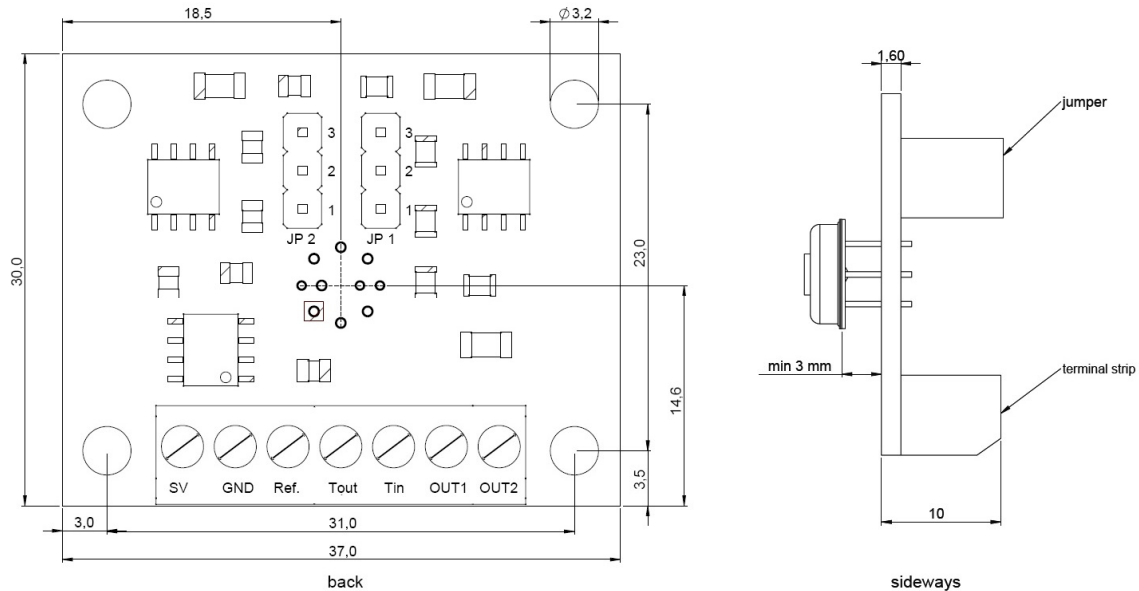 18,5
Ø3,2
1,60
jumper
3
3
2
2
1
1
JP 2
JP 1
30,0
23,0
14,6
min 3 mm
terminal strip
SV GND Ref. Tout Tin OUT1 OUT2
3,5
3,0
31,0
10
37,0
back
sideways